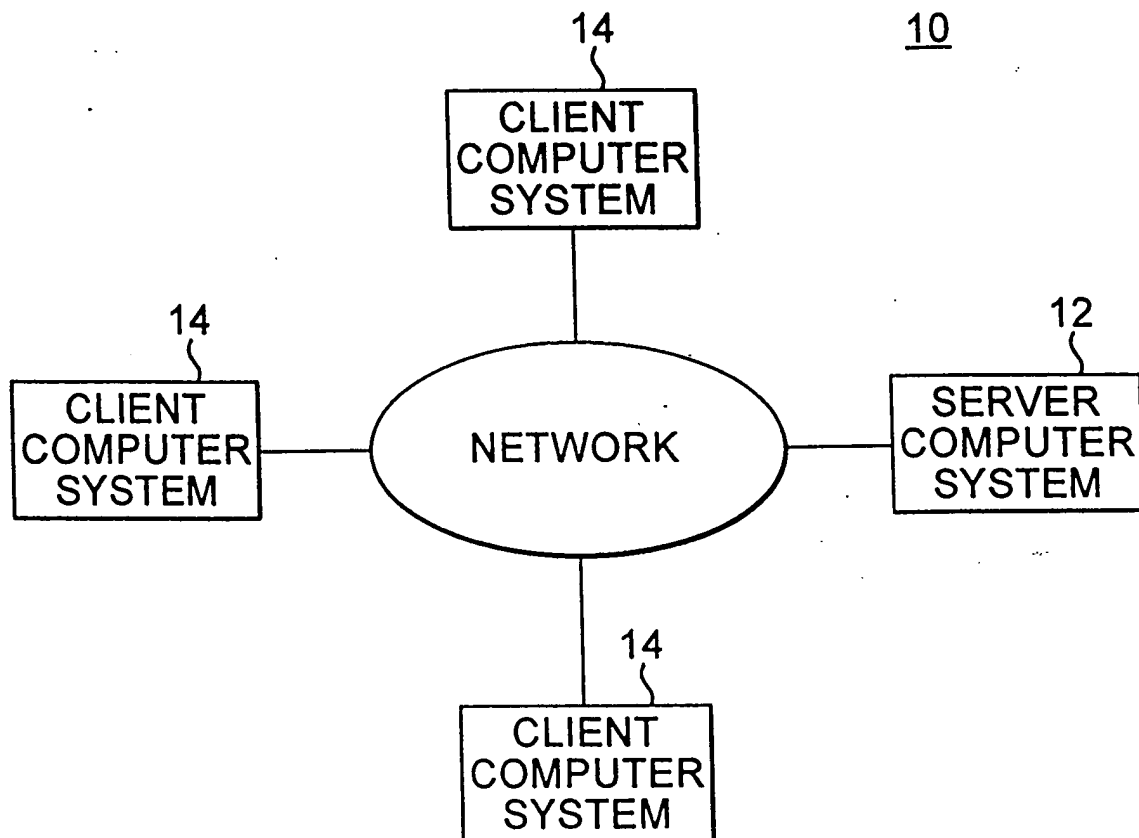 10
14
CLIENT
COMPUTER
SYSTEM
14
CLIENT
COMPUTER
SYSTEM
NETWORK
12
SERVER
COMPUTER
SYSTEM
14
CLIENT
COMPUTER
SYSTEM